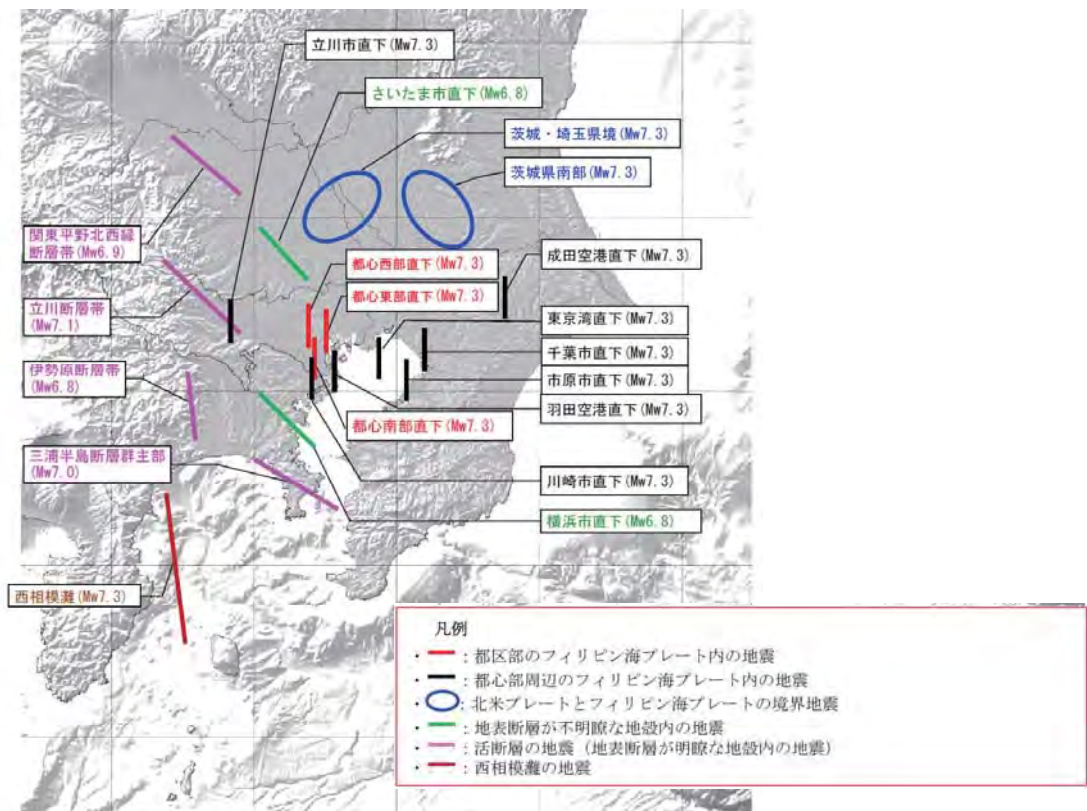 立川市直下(Mw7.3)
さいたま市直下(Mw6.8)
茨城・埼玉県境(Mw7.3)
茨城県南部(Mw7.3)
関東平野北西縁
断層帯(Mw6.9)
都心西部直下(Mw7.3)
成田空港直下(Mw7.3)
都心東部直下(Mw7.3)
立川断層帯
(Mw7.1)
東京湾直下(Mw7.3)
千葉市直下(Mw7.3)
伊勢原断層帯
(Mw6.8)
市原市直下(Mw7.3)
羽田空港直下(Mw7.3)
都心南部直下(Mw7.3)
三浦半島断層群主部
(Mw7.0)
川崎市直下(Mw7.3)
横浜市直下(Mw6.8)
西相模灘(Mw7.3)
凡例
・ : 都区部のフィリピン海プレート内の地震
・ : 都心部周辺のフィリピン海プレート内の地震
・ : 北米プレートとフィリピン海プレートの境界地震
・ : 地表断層が不明瞭な地殻内の地震
・ : 活断層の地震（地表断層が明瞭な地殻内の地震）
・ : 西相模灘の地震